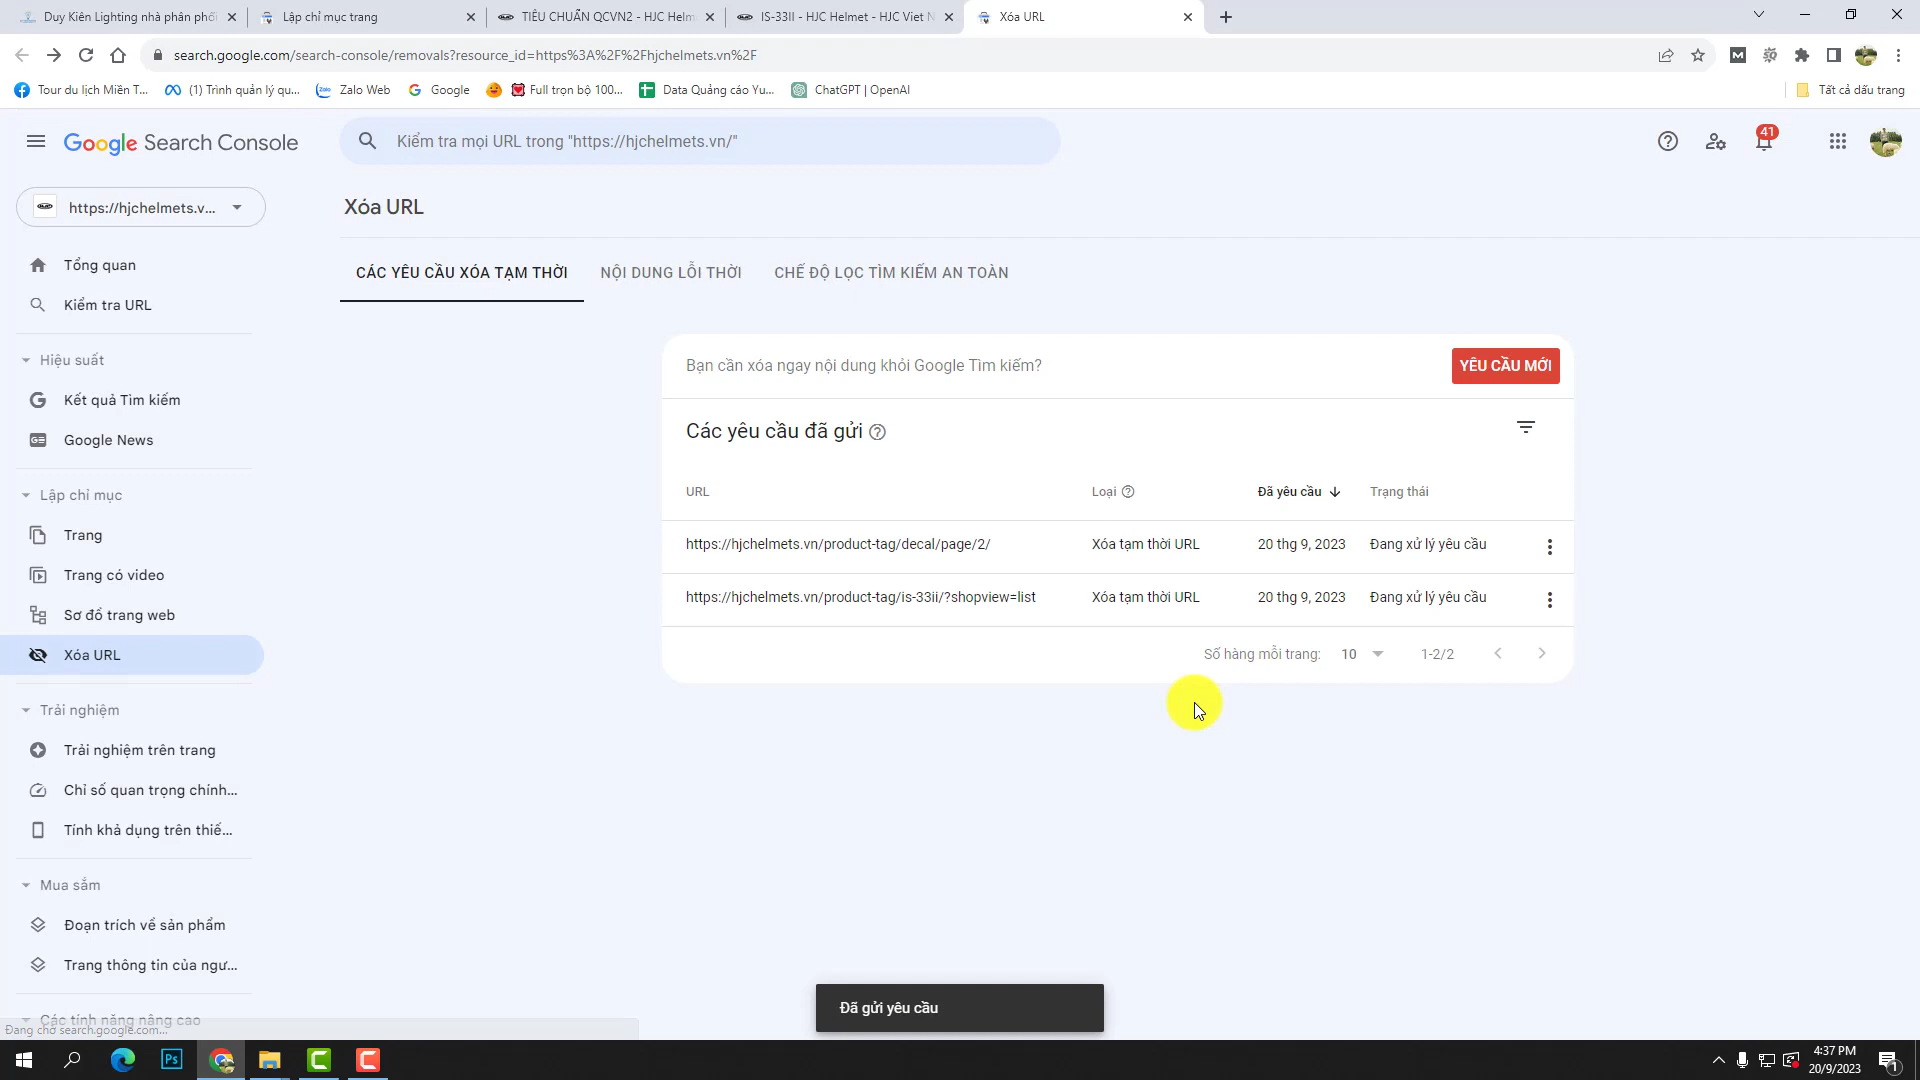 Duy Kiên Lighting nhà phân phối
Lập chỉ mục trang
TIÊU CHUẨN QCVN2 - HJC Helm
IS-33II - HJC Helmet - HJC Viet N
Xóa URL
search.google.com/search-console/removals?resource_id=https%3A%2F%2Fhjchelmets.vn%2F
Tour du lịch Miền T...
(1) Trình quản lý qu...
Zalo Web
Google
Full trọn bộ 100...
Data Quảng cáo Yu...
ChatGPT | OpenAI
Tất cả dấu trang
Google Search Console
Kiểm tra mọi URL trong "https://hjchelmets.vn/"
41
https://hjchelmets.v...
Xóa URL
Tổng quan
Kiểm tra URL
Hiệu suất
Kết quả Tìm kiếm
Google News
Lập chỉ mục
Trang
Trang có video
Sơ đồ trang web
Xóa URL
Trải nghiệm
Trải nghiệm trên trang
Chỉ số quan trọng chính...
Tính khả dụng trên thiế...
Mua sắm
Đoạn trích về sản phẩm
Trang thông tin của ngư...
Các tính năng nâng cao
Đang chờ search.google.com...
CÁC YÊU CẦU XÓA TẠM THỜI
NỘI DUNG LỖI THỜI
CHẾ ĐỘ LỌC TÌM KIẾM AN TOÀN
Bạn cần xóa ngay nội dung khỏi Google Tìm kiếm?
YÊU CẦU MỚI
Các yêu cầu đã gửi
URL
Loại
Đã yêu cầu
Trạng thái
https://hjchelmets.vn/product-tag/decal/page/2/
Xóa tạm thời URL
20 thg 9, 2023
Đang xử lý yêu cầu
https://hjchelmets.vn/product-tag/is-33ii/?shopview=list
Xóa tạm thời URL
20 thg 9, 2023
Đang xử lý yêu cầu
Số hàng mỗi trang:
10
1-2/2
Đã gửi yêu cầu
Ps
4:37 PM
20/9/2023
1